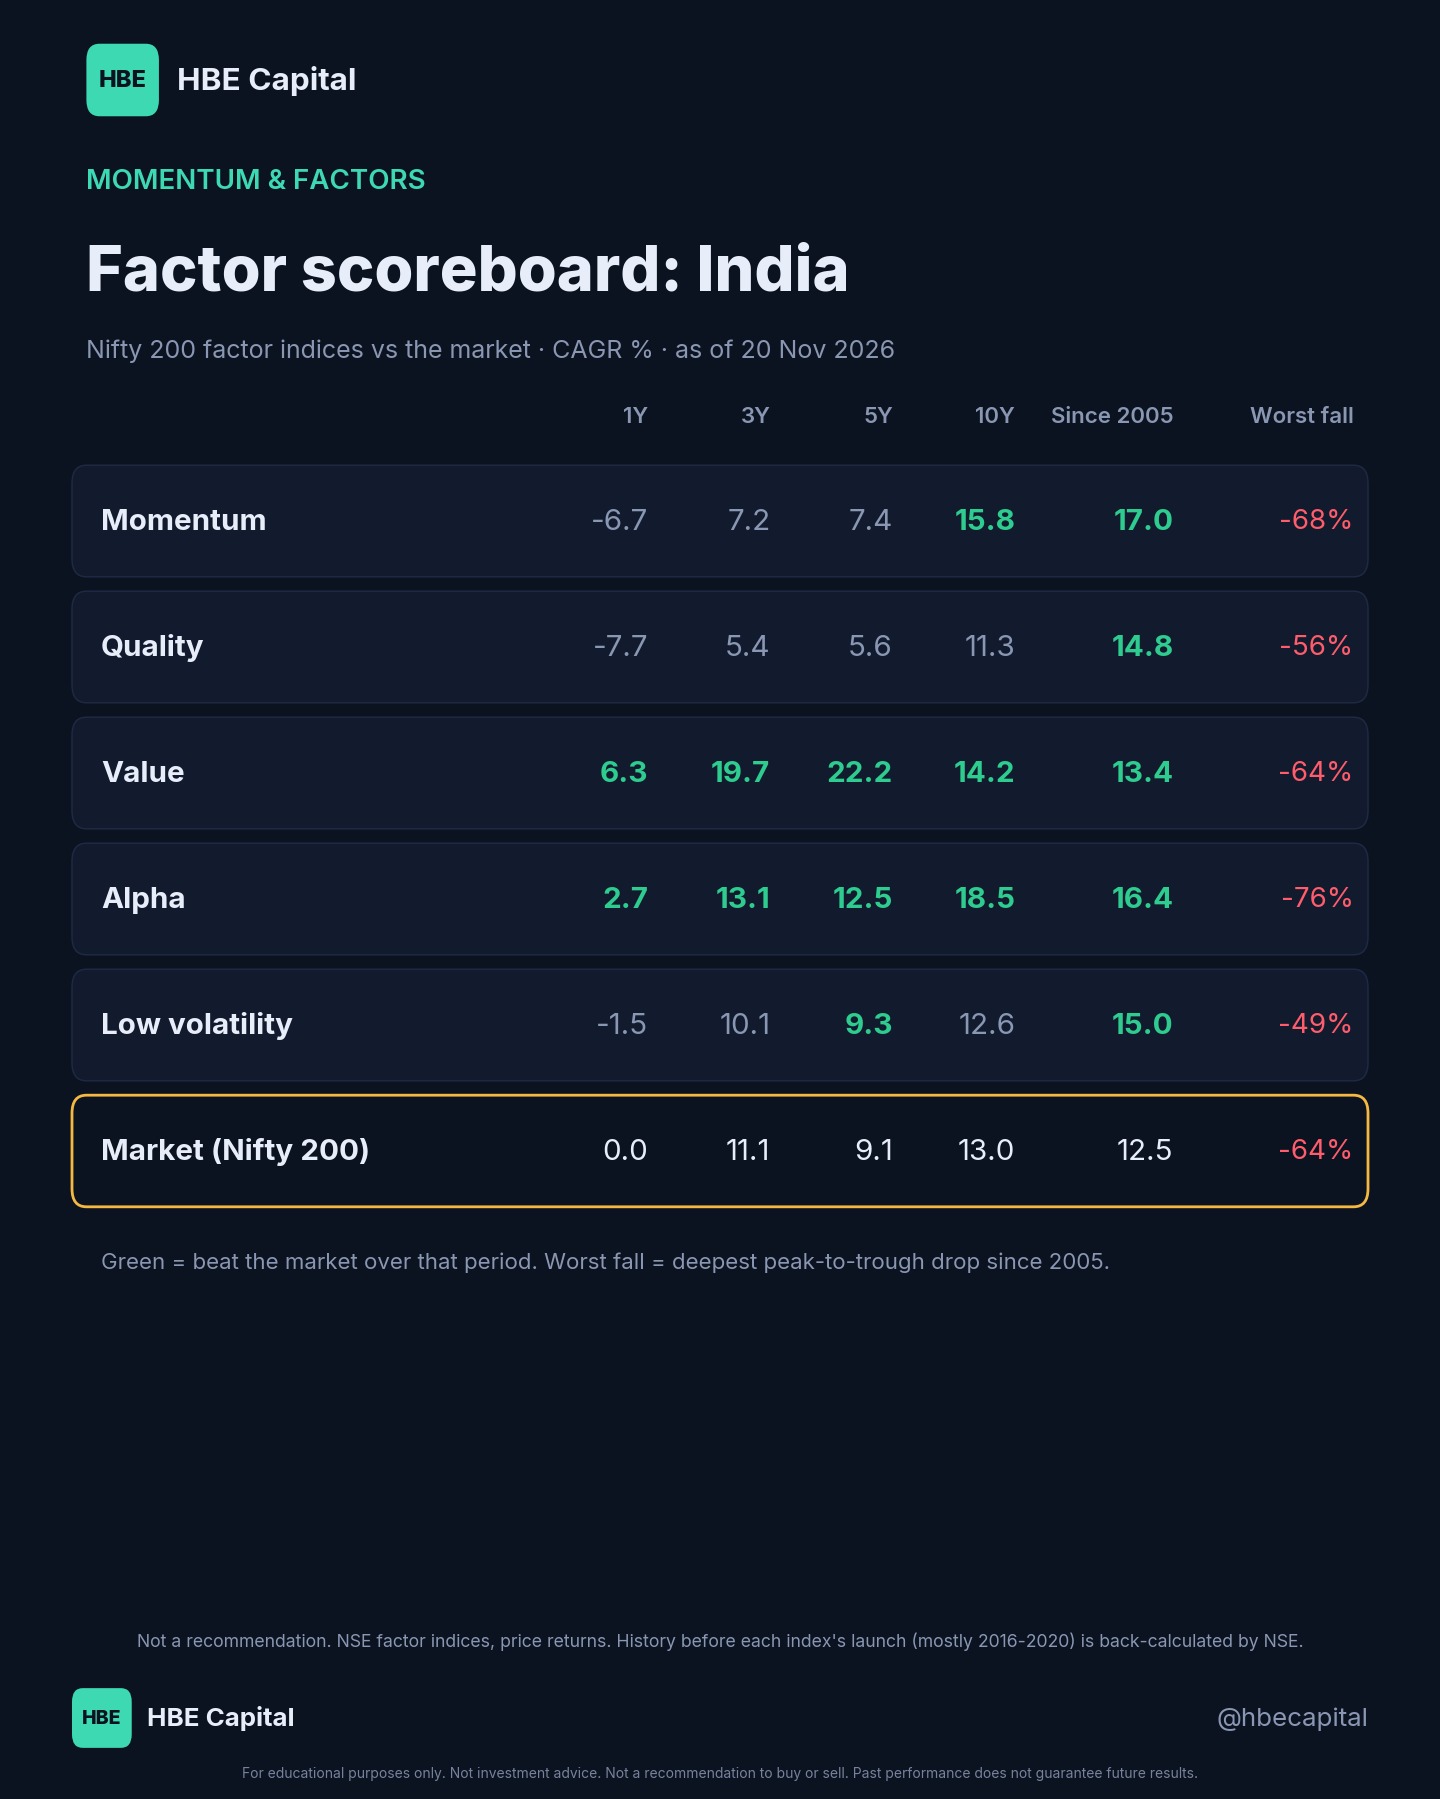 HBE HBE Capital
MOMENTUM & FACTORS
Factor scoreboard: India
Nifty 200 factor indices vs the market · CAGR % · as of 20 Nov 2026
1Y 3Y 5Y 10Y Since 2005 Worst fall
Momentum -6.7 7.2 7.4 15.8 17.0 -68%
Quality -7.7 5.4 5.6 11.3 14.8 -56%
Value 6.3 19.7 22.2 14.2 13.4 -64%
Alpha 2.7 13.1 12.5 18.5 16.4 -76%
Low volatility -1.5 10.1 9.3 12.6 15.0 -49%
Market (Nifty 200) 0.0 11.1 9.1 13.0 12.5 -64%
Green = beat the market over that period. Worst fall = deepest peak-to-trough drop since 2005.
Not a recommendation. NSE factor indices, price returns. History before each index's launch (mostly 2016-2020) is back-calculated by NSE.
HBE HBE Capital @hbecapital
For educational purposes only. Not investment advice. Not a recommendation to buy or sell. Past performance does not guarantee future results.